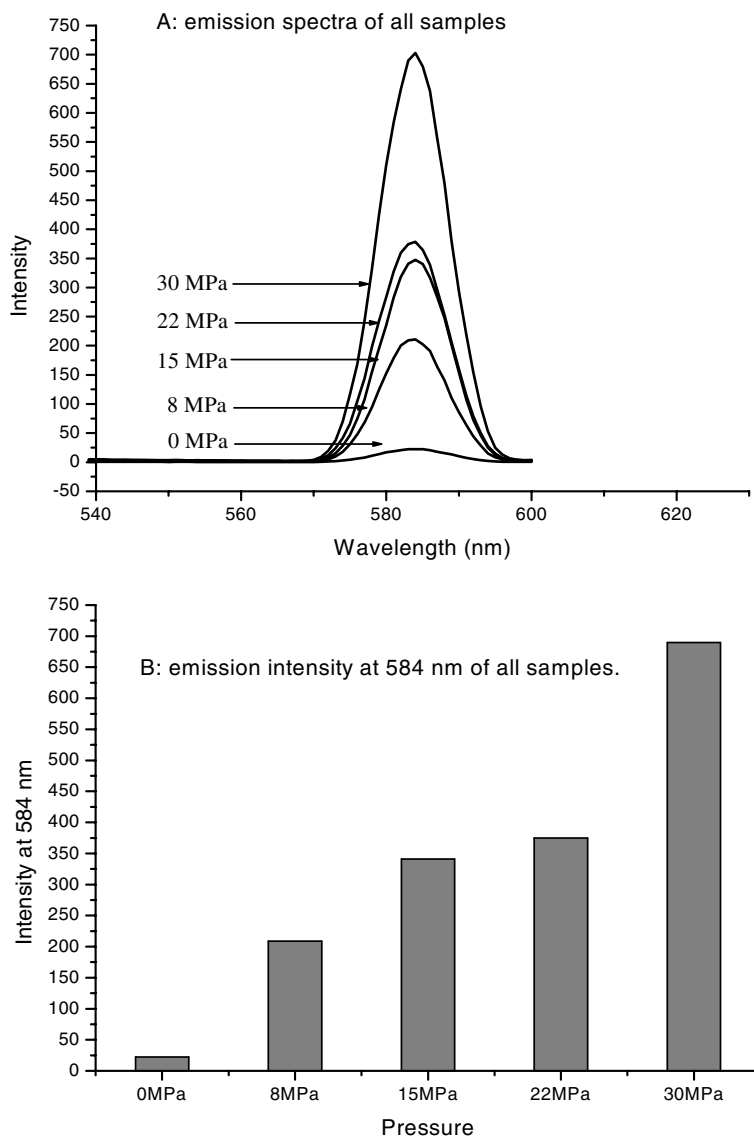 A: emission spectra of all samples
750
700
650
600
550
500
450
400
350
300
250
200
150
100
50
0
-50
Intensity
30 MPa
22 MPa
15 MPa
8 MPa
0 MPa
540
560
580
600
620
Wavelength (nm)
B: emission intensity at 584 nm of all samples.
750
700
650
600
550
500
450
400
350
300
250
200
150
100
50
0
Intensity at 584 nm
0MPa
8MPa
15MPa
22MPa
30MPa
Pressure